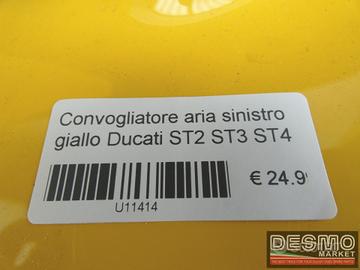 Convogliatore aria sinistro
giallo Ducati ST2 ST3 ST4
€ 24.9
U11414
DESMO
MARKET